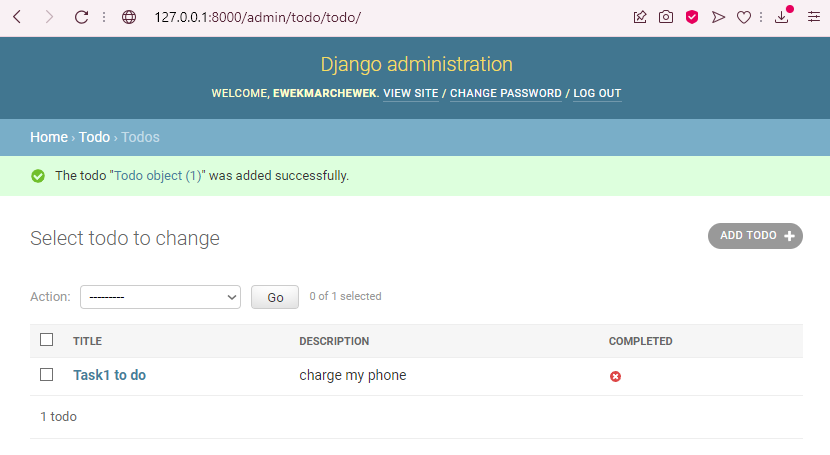 127.0.0.1:8000/admin/todo/todo/
Django administration
WELCOME, EWEKMARCHEWEK. VIEW SITE / CHANGE PASSWORD / LOG OUT
Home › Todo › Todos
The todo "Todo object (1)" was added successfully.
Select todo to change
ADD TODO
Action: --------- Go 0 of 1 selected
TITLE DESCRIPTION COMPLETED
Task1 to do charge my phone
1 todo